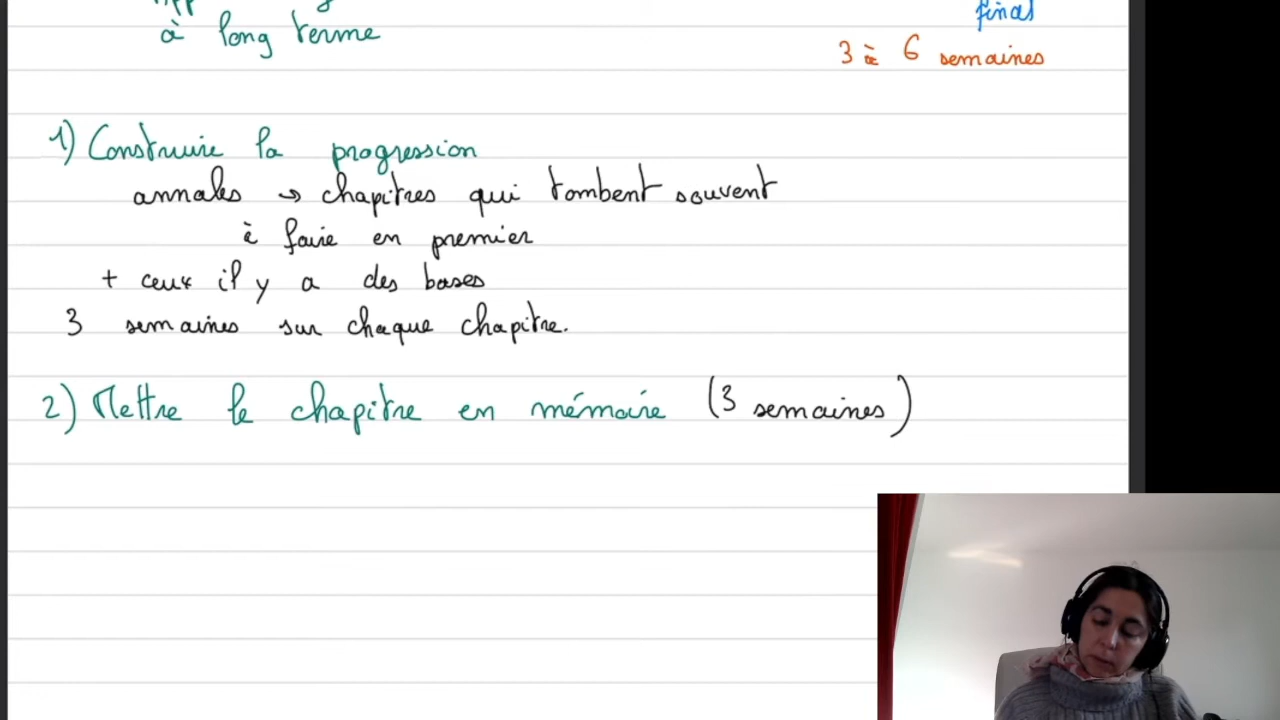 final
à long terme
3 à 6 semaines
1) Construire la progression
annales → chapitres qui tombent souvent
à faire en premier
+ ceux il y a des bases
3 semaines sur chaque chapitre.
2) Mettre le chapitre en mémoire (3 semaines)